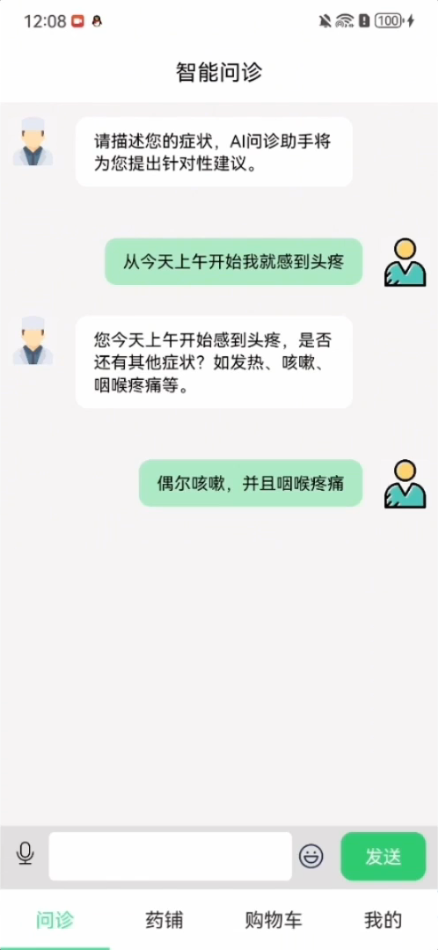 12:08
100
智能问诊
请描述您的症状，AI问诊助手将
为您提出针对性建议。
从今天上午开始我就感到头疼
您今天上午开始感到头疼，是否
还有其他症状？如发热、咳嗽、
咽喉疼痛等。
偶尔咳嗽，并且咽喉疼痛
发送
问诊
药铺
购物车
我的